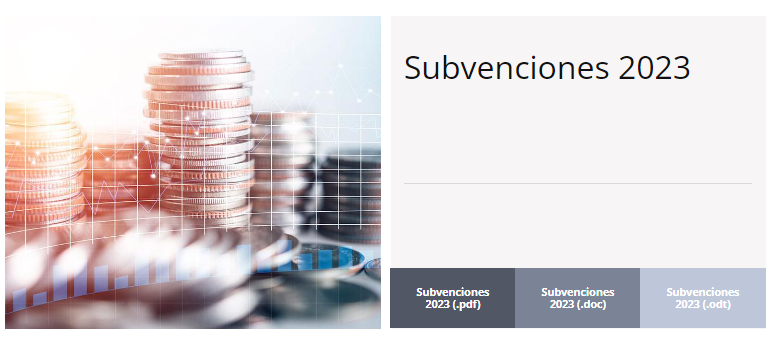 Subvenciones 2023
Subvenciones
2023 (.pdf)
Subvenciones
2023 (.doc)
Subvenciones
2023 (.odt)